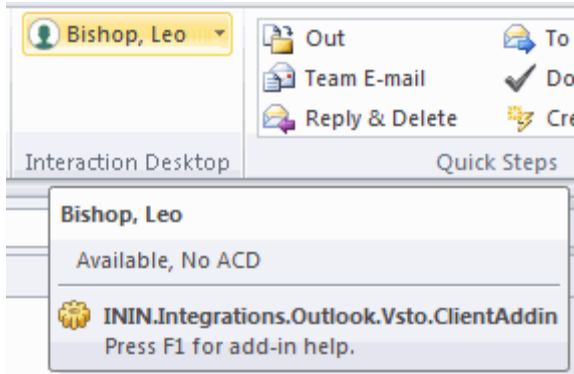 Bishop, Leo
Out
To
Team E-mail
Do
Reply & Delete
Cre
Interaction Desktop
Quick Steps
Bishop, Leo
Available, No ACD
ININ.Integrations.Outlook.Vsto.ClientAddin
Press F1 for add-in help.